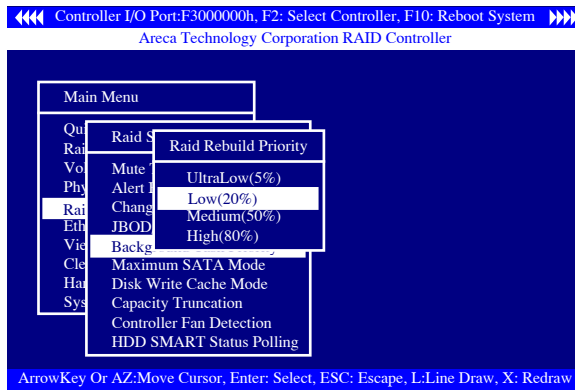 Controller I/O Port:F3000000h, F2: Select Controller, F10: Reboot System
Areca Technology Corporation RAID Controller
Main Menu
Raid Rebuild Priority
UltraLow(5%)
Low(20%)
Medium(50%)
High(80%)
Mute
Alert
JBOD
Maximum SATA Mode
Disk Write Cache Mode
Capacity Truncation
Controller Fan Detection
HDD SMART Status Polling
ArrowKey Or AZ:Move Cursor, Enter: Select, ESC: Escape, L:Line Draw, X: Redraw